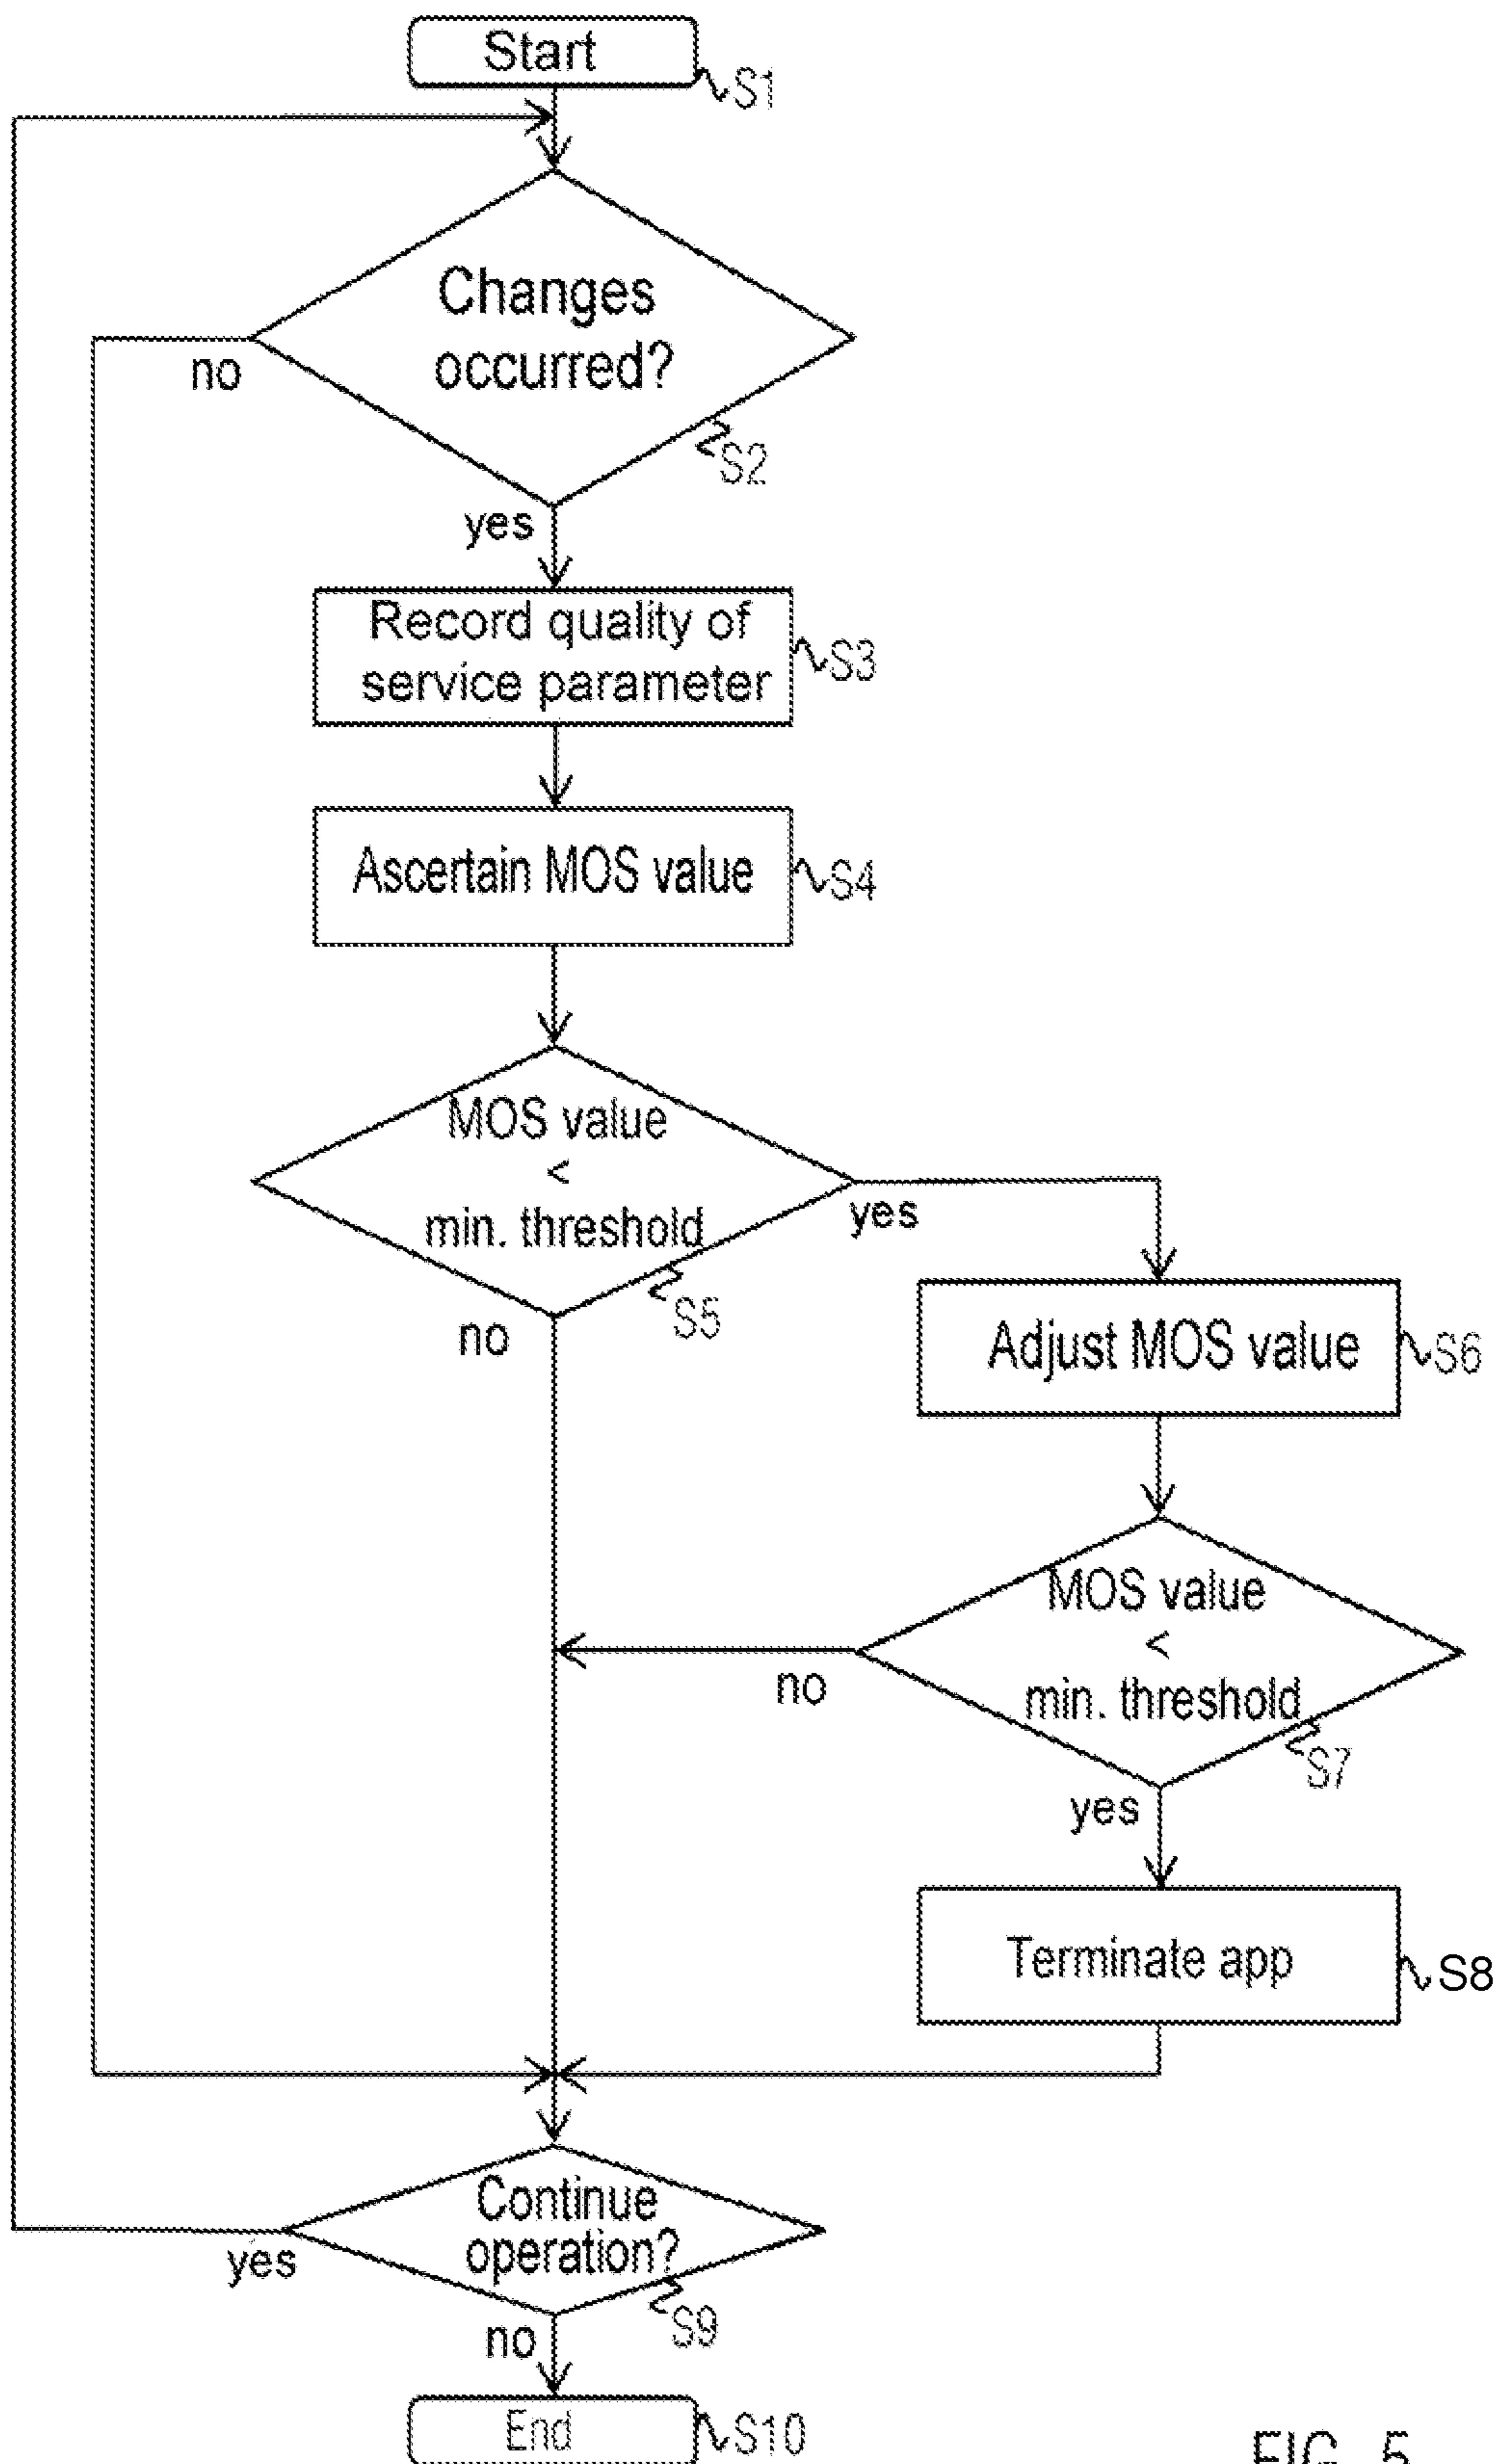 Start
S1
Changes
occurred?
no
S2
yes
Record quality of
service parameter
S3
Ascertain MOS value
S4
MOS value
<
min. threshold
yes
S5
no
Adjust MOS value
S6
MOS value
<
min. threshold
no
S7
yes
Terminate app
S8
Continue
operation?
yes
S9
no
End
S10
FIG. 5